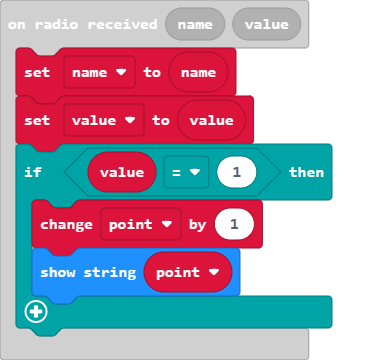 on radio received name value
set name to name
set value to value
if value = 1 then
change point by 1
show string point